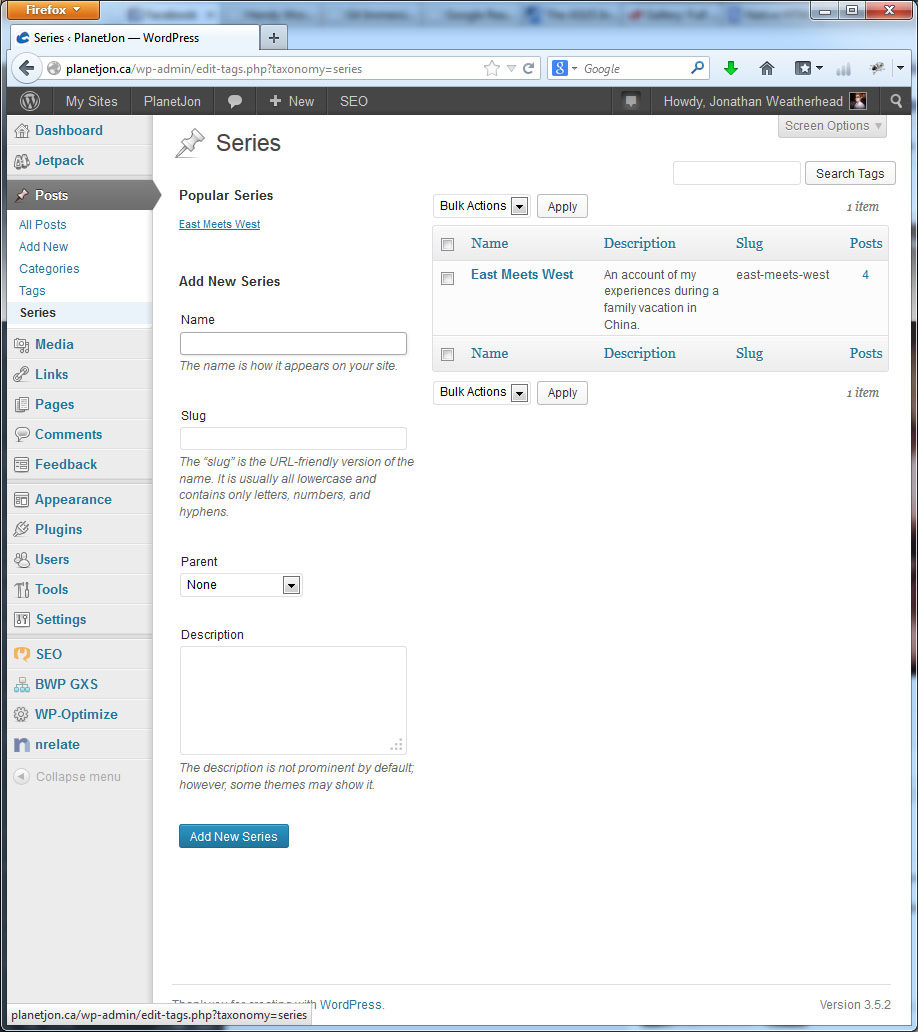 Firefox
Series ‹ PlanetJon — WordPress
planetjon.ca/wp-admin/edit-tags.php?taxonomy=series
Google
My Sites
PlanetJon
New
SEO
Howdy, Jonathan Weatherhead
Dashboard
Jetpack
Posts
All Posts
Add New
Categories
Tags
Series
Media
Links
Pages
Comments
Feedback
Appearance
Plugins
Users
Tools
Settings
SEO
BWP GXS
WP-Optimize
nrelate
Collapse menu
Screen Options
Series
Search Tags
Popular Series
East Meets West
Add New Series
Name
The name is how it appears on your site.
Slug
The “slug” is the URL-friendly version of the
name. It is usually all lowercase and
contains only letters, numbers, and
hyphens.
Parent
None
Description
The description is not prominent by default;
however, some themes may show it.
Add New Series
Bulk Actions
Apply
1 item
Name Description Slug Posts
East Meets West An account of my east-meets-west 4
experiences during a
family vacation in
China.
Name Description Slug Posts
Bulk Actions
Apply
1 item
Thank you for creating with WordPress.
Version 3.5.2
planetjon.ca/wp-admin/edit-tags.php?taxonomy=series